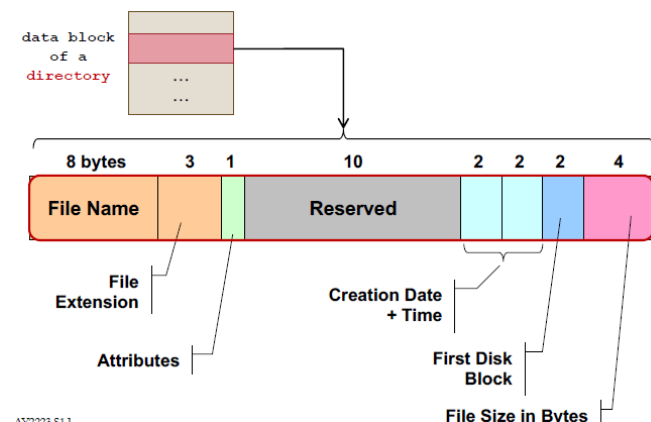 data block
of a
directory
...
...
8 bytes 3 1 10 2 2 2 4
File Name
Reserved
File
Extension
Attributes
Creation Date
+ Time
First Disk
Block
File Size in Bytes